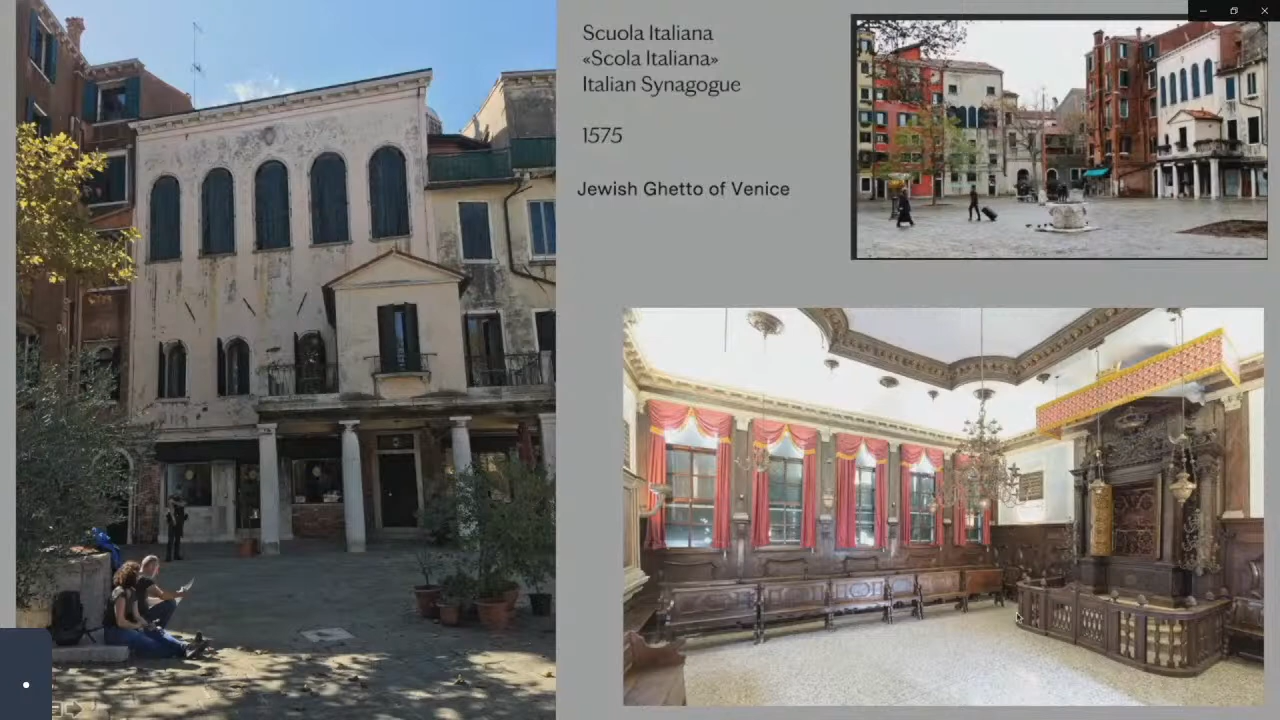 Scuola Italiana
«Scola Italiana»
Italian Synagogue
1575
Jewish Ghetto of Venice